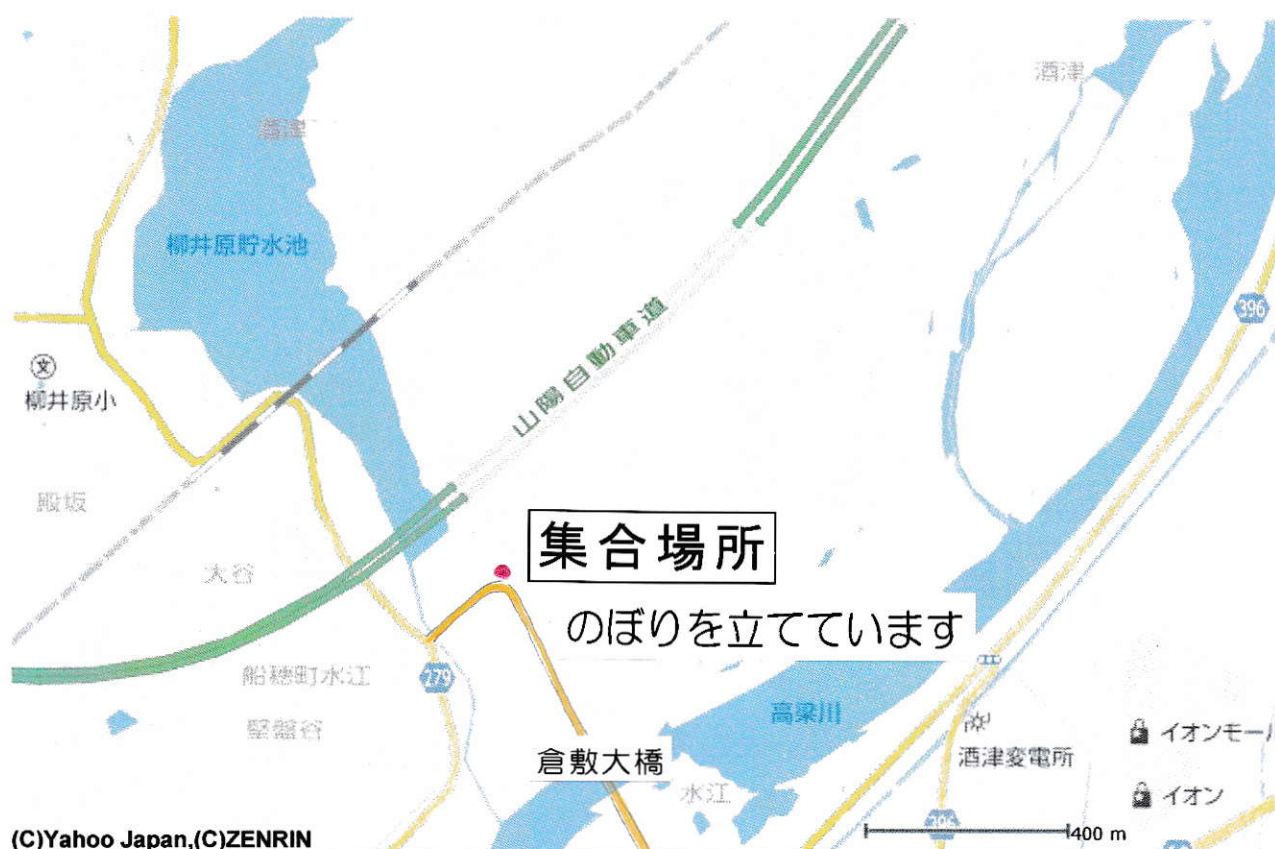 酒津
酒津
柳井原貯水池
396
山陽自動車道
文
柳井原小
殿坂
集合場所
大谷
のぼりを立てています
船穂町水江
279
高梁川
堅盤谷
倉敷大橋
水江
酒津変電所
イオンモール
イオン
396
400 m
(C)Yahoo Japan,(C)ZENRIN